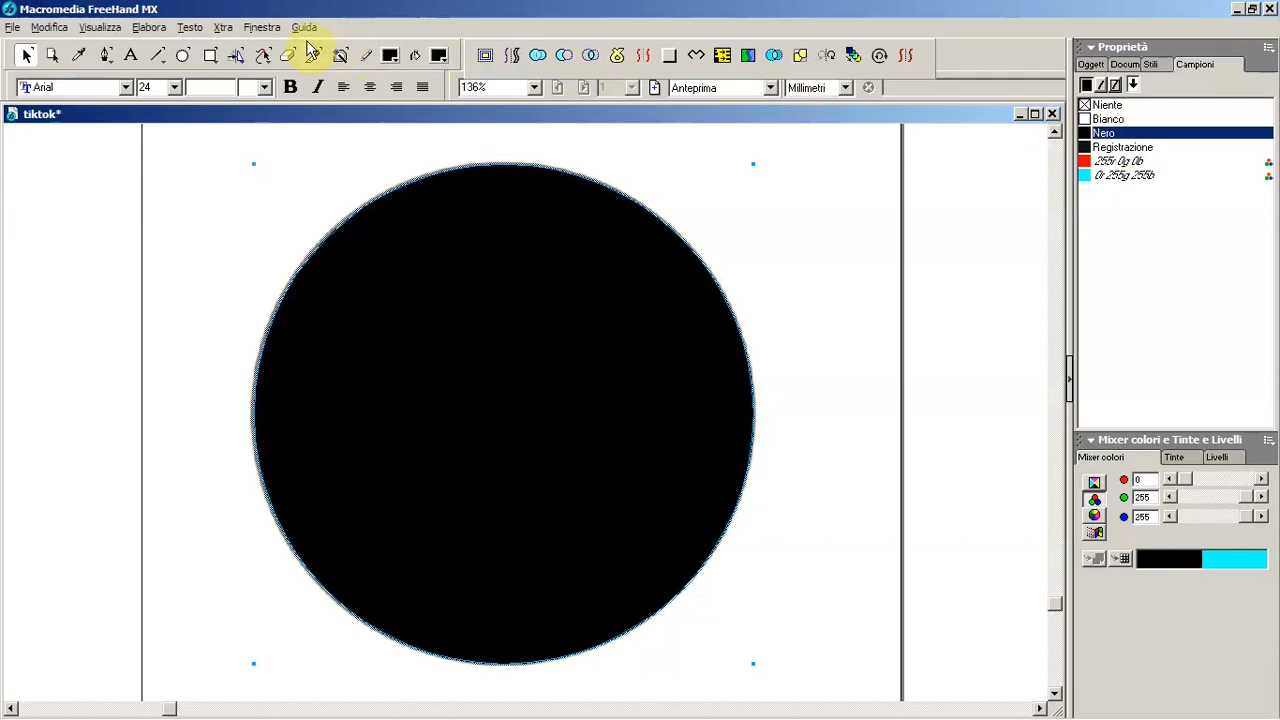 Macromedia FreeHand MX
File Modifica Visualizza Elabora Testo Xtra Finestra Guida
Arial 24 B I 136% 1 Anteprima Millimetri
tiktok*
Proprietà
Oggett Docum Stili Campioni
Niente
Bianco
Nero
Registrazione
255r 0g 0b
0r 255g 255b
Mixer colori e Tinte e Livelli
Mixer colori Tinte Livelli
0
255
255